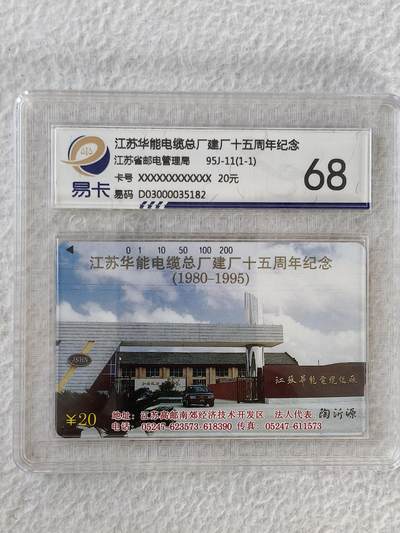 江苏华能电缆总厂建厂十五周年纪念
江苏省邮电管理局 95J-11(1-1)
卡号 XXXXXXXXXXXXX 20元
易码 D03000035182
易卡
68
0 1 10 50 100 200
江苏华能电缆总厂建厂十五周年纪念
(1980-1995)
JSHN
江苏华能电缆总厂
¥20
地址: 江苏高邮南郊经济技术开发区 法人代表 陶沂源
电话: 05247-623573-618390 传真 05247-611573